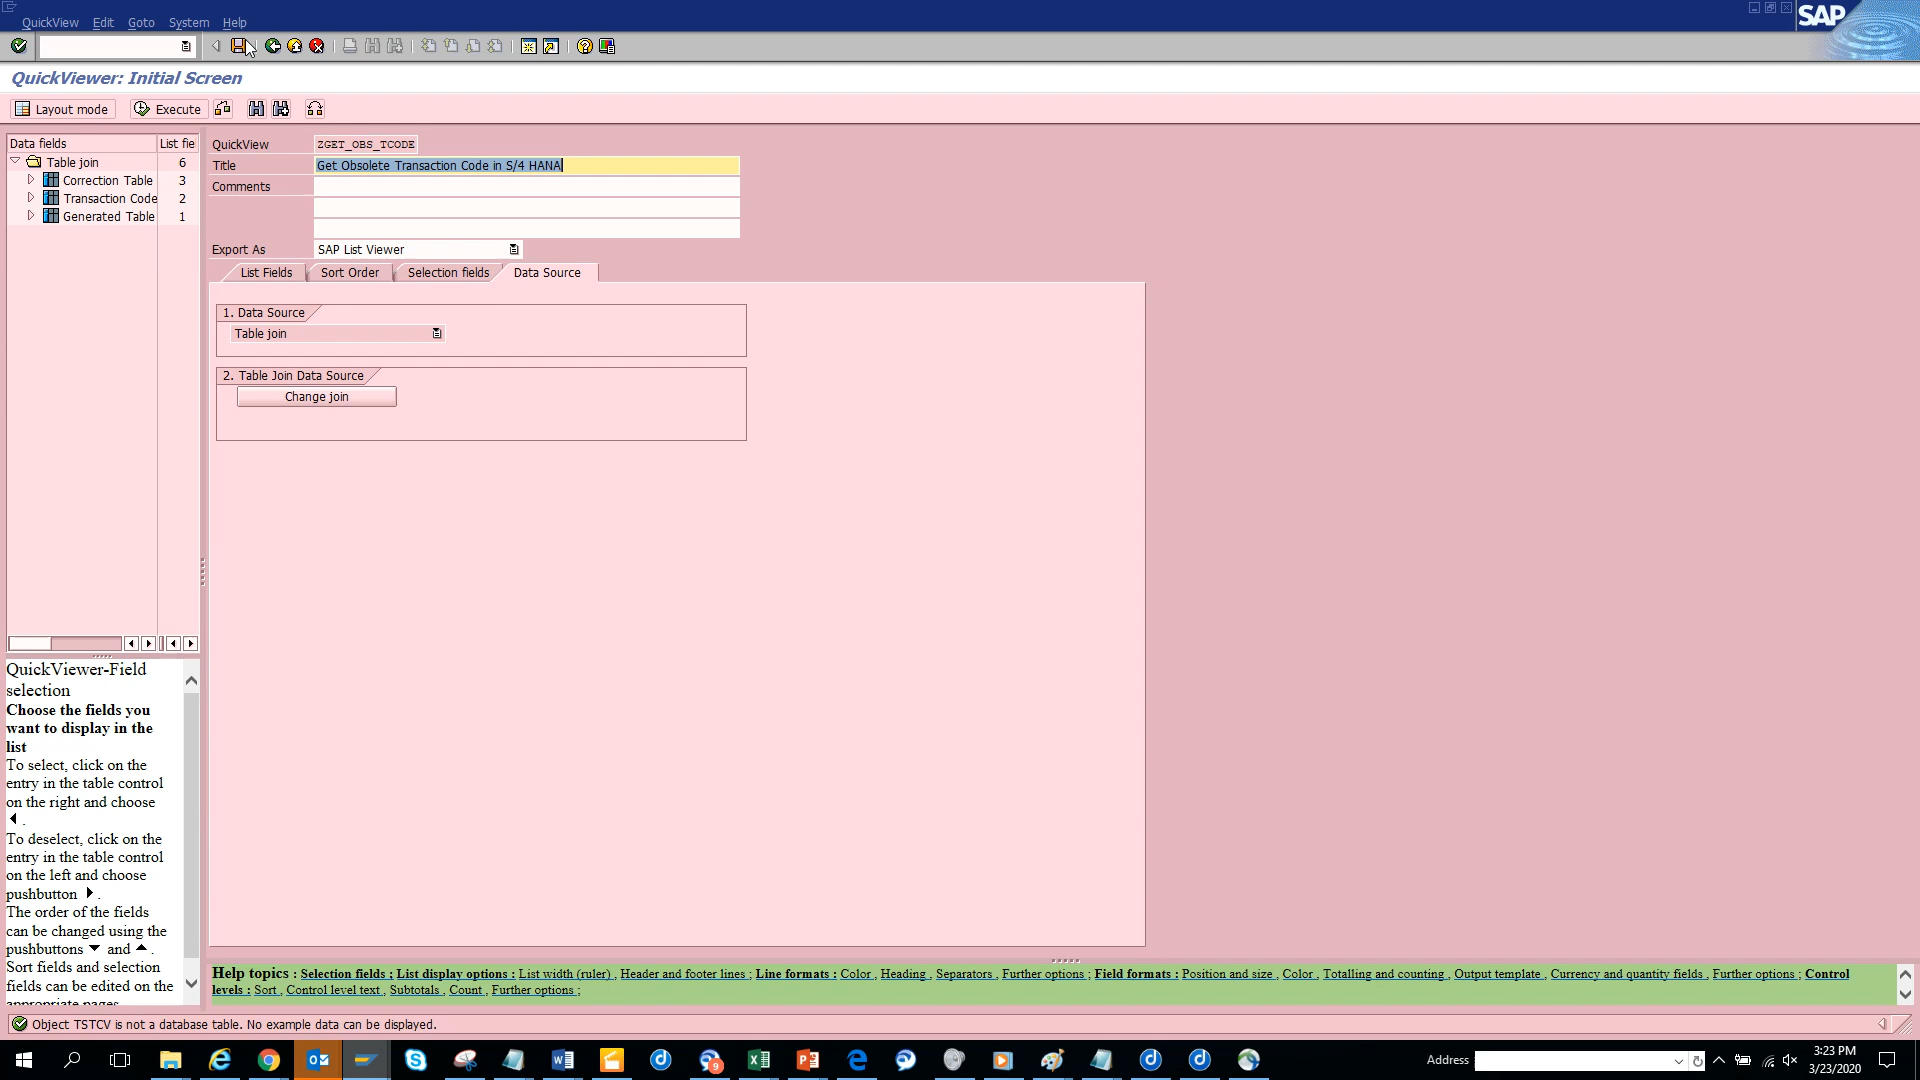 QuickView Edit Goto System Help
SAP
QuickViewer: Initial Screen
Layout mode Execute
Data fields List fie
Table join 6
Correction Table 3
Transaction Code 2
Generated Table 1
QuickView ZGET_OBS_TCODE
Title Get Obsolete Transaction Code in S/4 HANA
Comments
Export As SAP List Viewer
List Fields Sort Order Selection fields Data Source
1. Data Source
Table join
2. Table Join Data Source
Change join
QuickViewer-Field
selection
Choose the fields you
want to display in the
list
To select, click on the
entry in the table control
on the right and choose
.
To deselect, click on the
entry in the table control
on the left and choose
pushbutton .
The order of the fields
can be changed using the
pushbuttons and .
Sort fields and selection
fields can be edited on the
appropriate pages
Help topics : Selection fields ; List display options : List width (ruler) , Header and footer lines ; Line formats : Color , Heading , Separators , Further options ; Field formats : Position and size , Color , Totalling and counting , Output template , Currency and quantity fields , Further options ; Control
levels : Sort , Control level text , Subtotals , Count , Further options ;
Object TSTCV is not a database table. No example data can be displayed.
9
Address
3:23 PM
3/23/2020